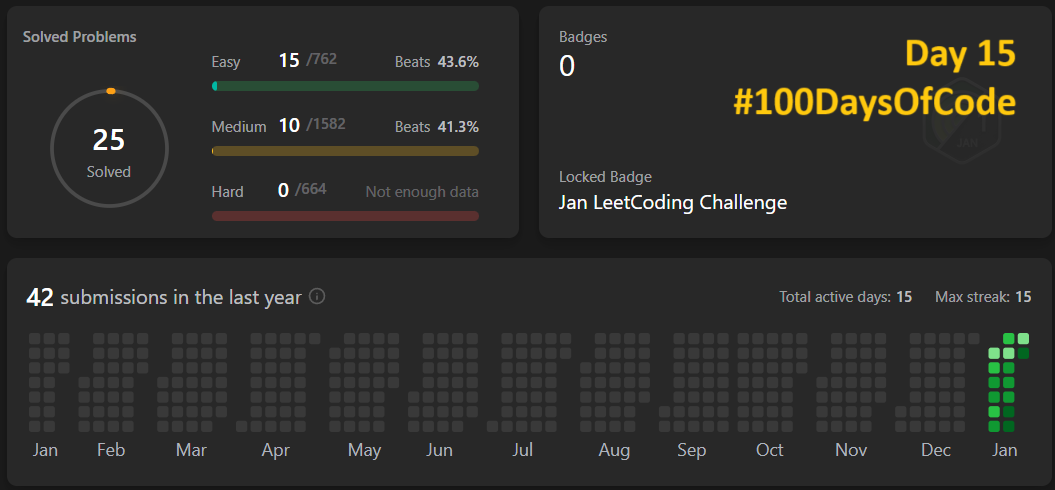 Solved Problems
25
Solved
Easy 15 /762 Beats 43.6%
Medium 10 /1582 Beats 41.3%
Hard 0 /664 Not enough data
Badges
0
Day 15
#100DaysOfCode
JAN
Locked Badge
Jan LeetCoding Challenge
42 submissions in the last year
Total active days: 15 Max streak: 15
Jan Feb Mar Apr May Jun Jul Aug Sep Oct Nov Dec Jan